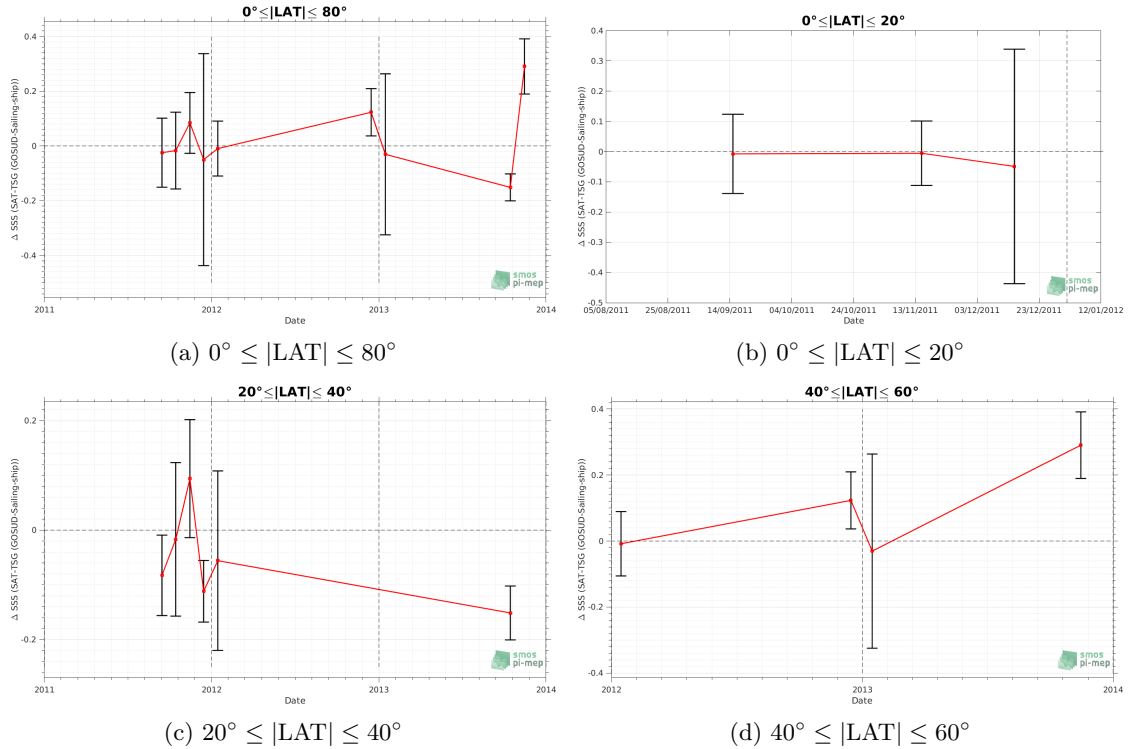 0°≤|LAT|≤ 80°
Δ SSS (SAT-TSG (GOSUD-Sailing-ship))
0.4
0.2
0
-0.2
-0.4
2011
2012
2013
2014
Date
smos
pi-mep
(a) 0° ≤ |LAT| ≤ 80°
0°≤|LAT|≤ 20°
Δ SSS (SAT-TSG (GOSUD-Sailing-ship))
0.4
0.3
0.2
0.1
0
-0.1
-0.2
-0.3
-0.4
-0.5
05/08/2011
25/08/2011
14/09/2011
04/10/2011
24/10/2011
13/11/2011
03/12/2011
23/12/2011
12/01/2012
Date
smos
pi-mep
(b) 0° ≤ |LAT| ≤ 20°
20°≤|LAT|≤ 40°
Δ SSS (SAT-TSG (GOSUD-Sailing-ship))
0.2
0
-0.2
2011
2012
2013
2014
Date
smos
pi-mep
(c) 20° ≤ |LAT| ≤ 40°
40°≤|LAT|≤ 60°
Δ SSS (SAT-TSG (GOSUD-Sailing-ship))
0.4
0.2
0
-0.2
-0.4
2012
2013
2014
Date
smos
pi-mep
(d) 40° ≤ |LAT| ≤ 60°